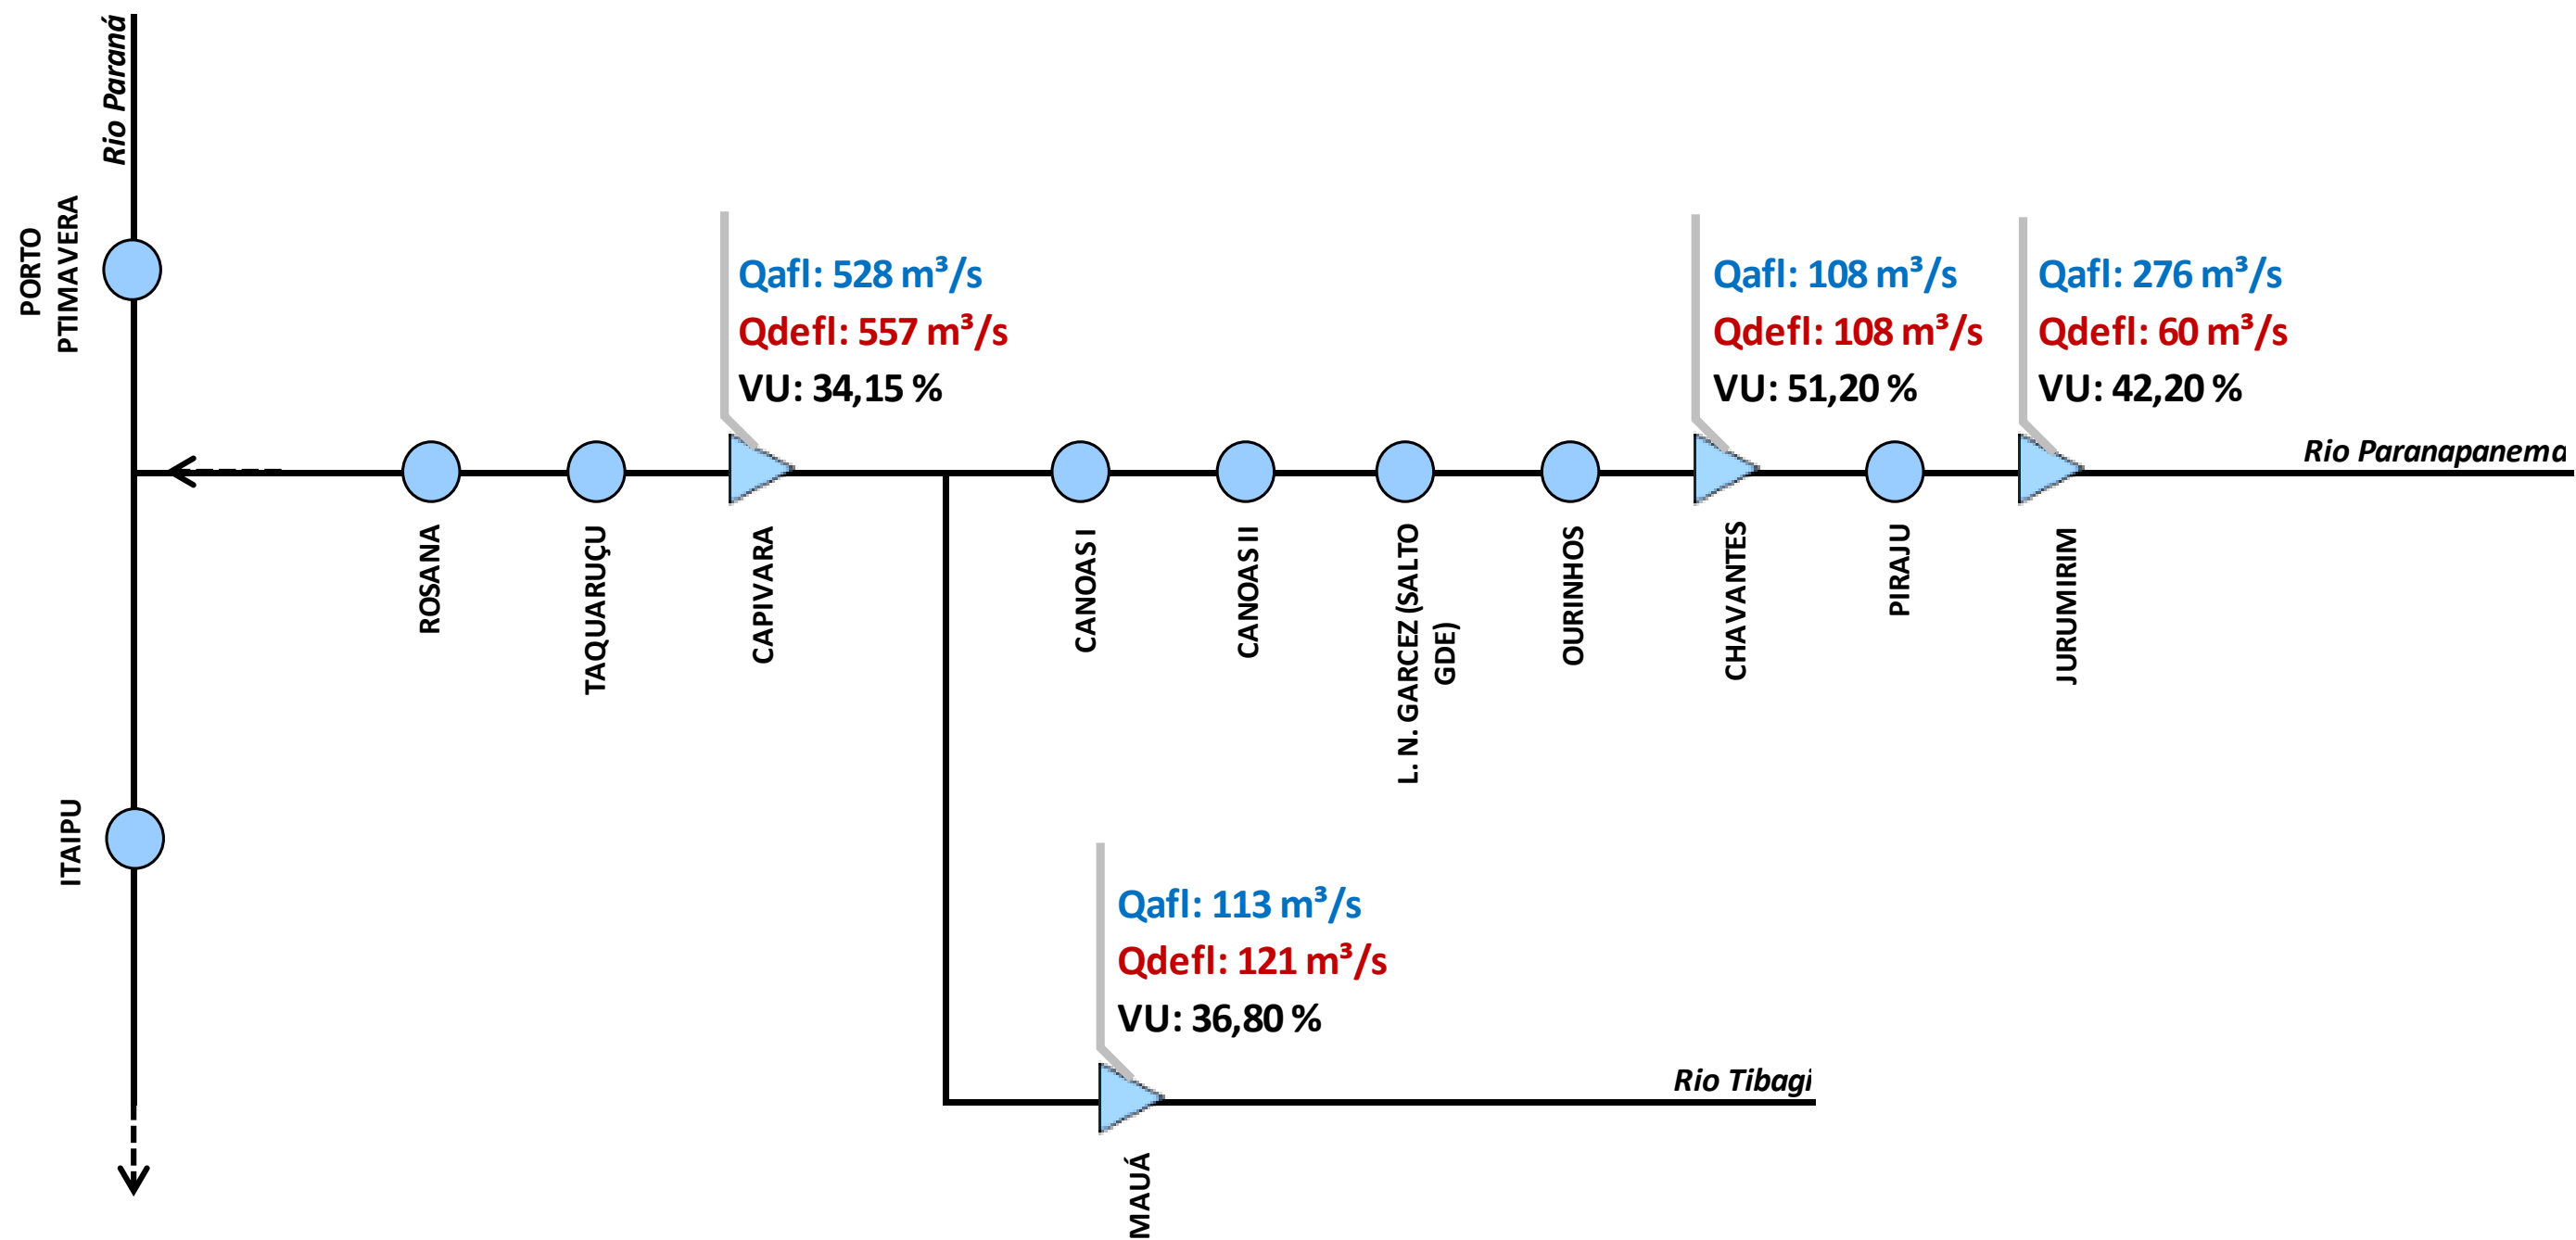 Rio Paraná
PORTO
PTIMAVERA
Qafl: 528 m³/s
Qdefl: 557 m³/s
VU: 34,15 %
Qafl: 108 m³/s
Qdefl: 108 m³/s
VU: 51,20 %
Qafl: 276 m³/s
Qdefl: 60 m³/s
VU: 42,20 %
Rio Paranapanema
ROSANA
TAQUARUÇU
CAPIVARA
CANOAS I
CANOAS II
L. N. GARCEZ (SALTO
GDE)
OURINHOS
CHAVANTES
PIRAJU
JURUMIRIM
ITAIPU
Qafl: 113 m³/s
Qdefl: 121 m³/s
VU: 36,80 %
Rio Tibagi
MAUÁ